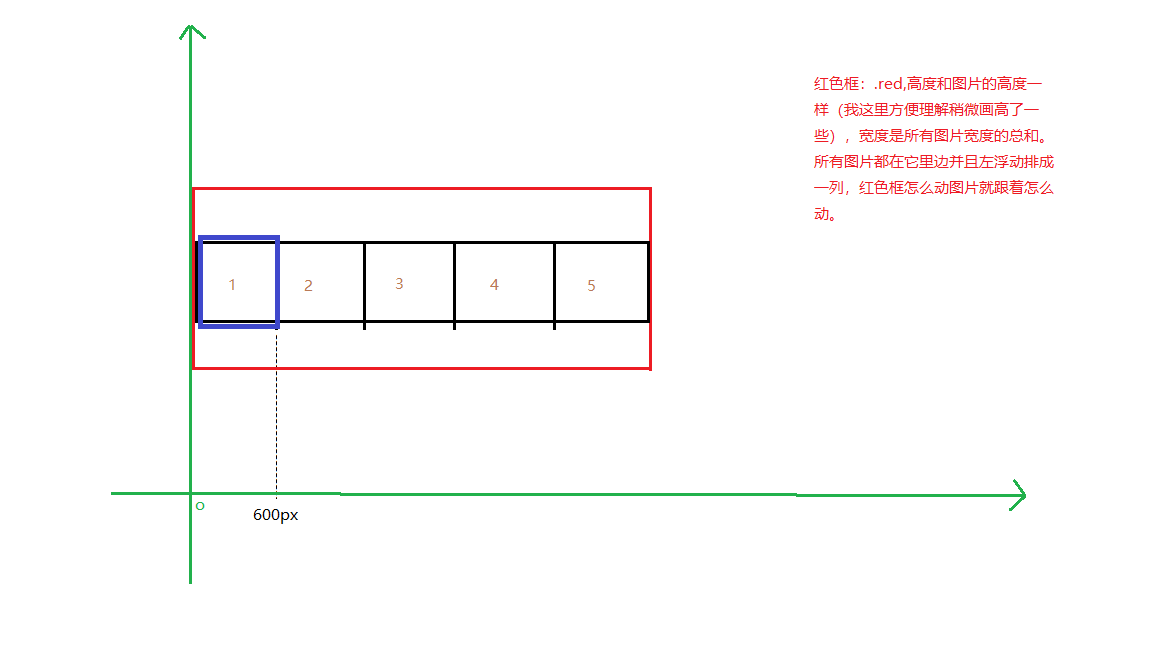 红色框：.red,高度和图片的高度一
样（我这里方便理解稍微画高了一
些），宽度是所有图片宽度的总和。
所有图片都在它里边并且左浮动排成
一列，红色框怎么动图片就跟着怎么
动。
1 2 3 4 5
o
600px